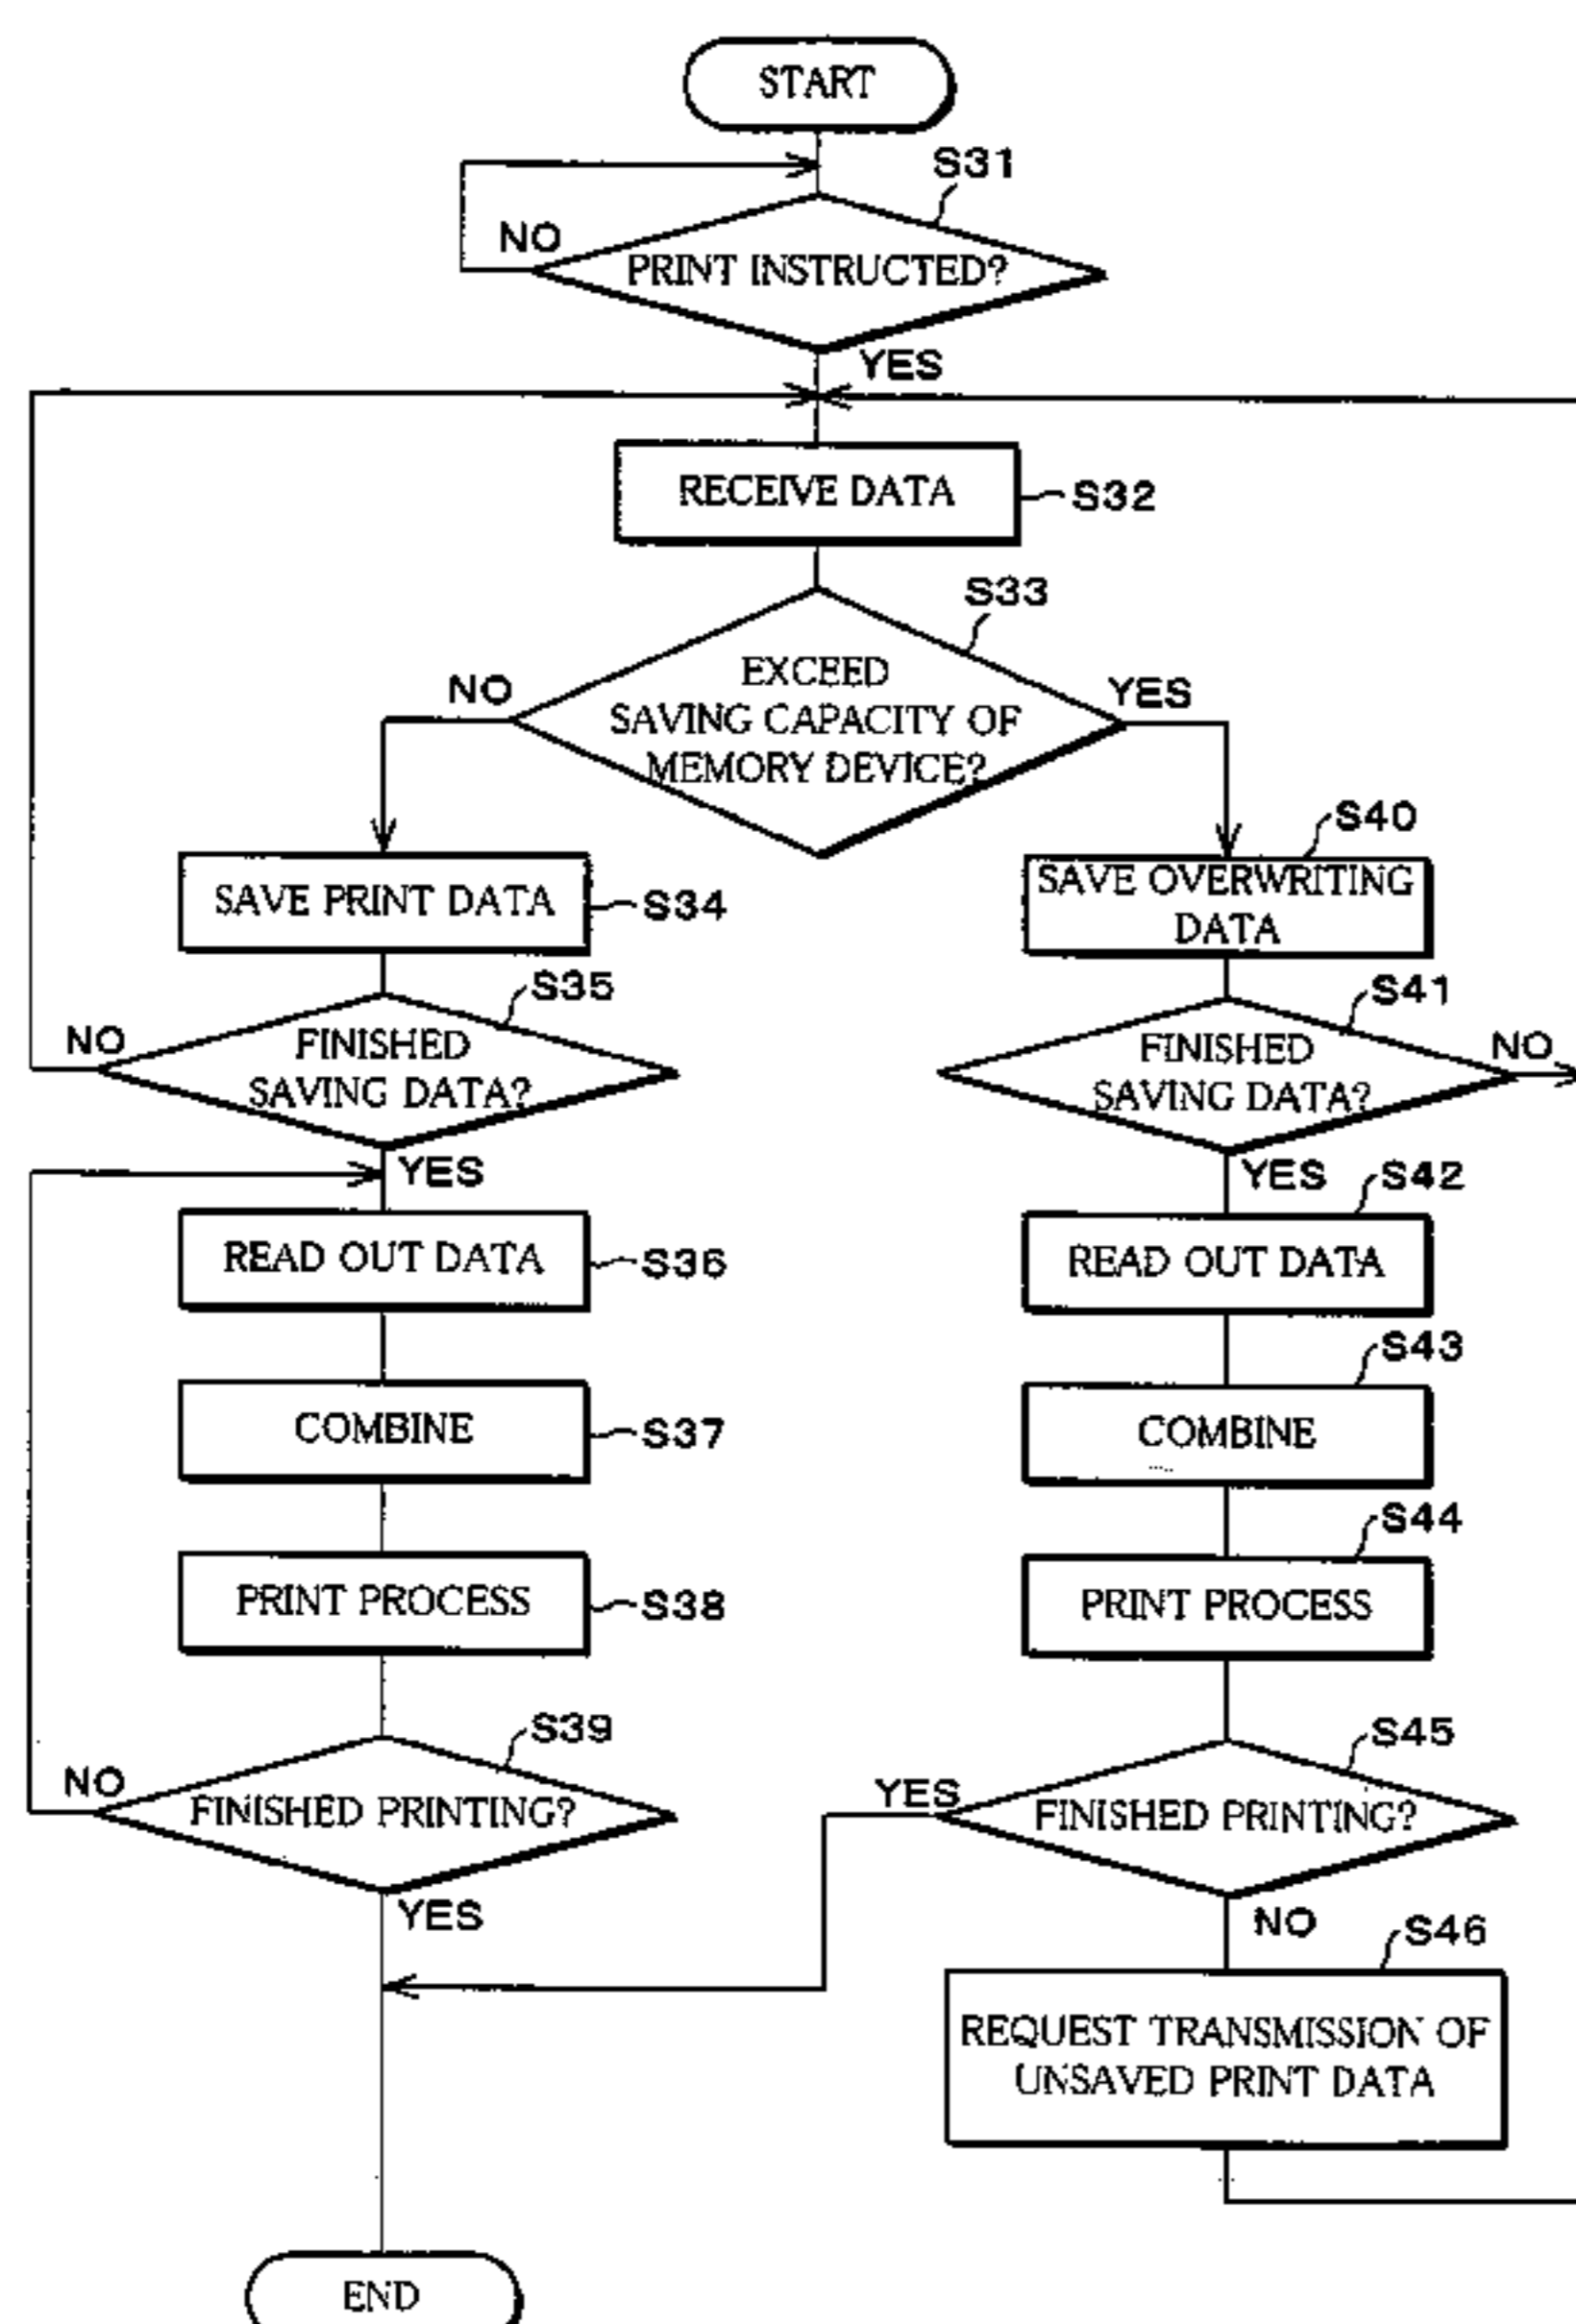 START
S31
NO
PRINT INSTRUCTED?
YES
RECEIVE DATA
S32
S33
NO
EXCEED
SAVING CAPACITY OF
MEMORY DEVICE?
YES
SAVE PRINT DATA
S34
S35
NO
FINISHED
SAVING DATA?
YES
READ OUT DATA
S36
COMBINE
S37
PRINT PROCESS
S38
S39
NO
FINISHED PRINTING?
YES
S40
SAVE OVERWRITING
DATA
S41
FINISHED
SAVING DATA?
NO
YES
S42
READ OUT DATA
S43
COMBINE
S44
PRINT PROCESS
S45
YES
FINISHED PRINTING?
NO
S46
REQUEST TRANSMISSION OF
UNSAVED PRINT DATA
END